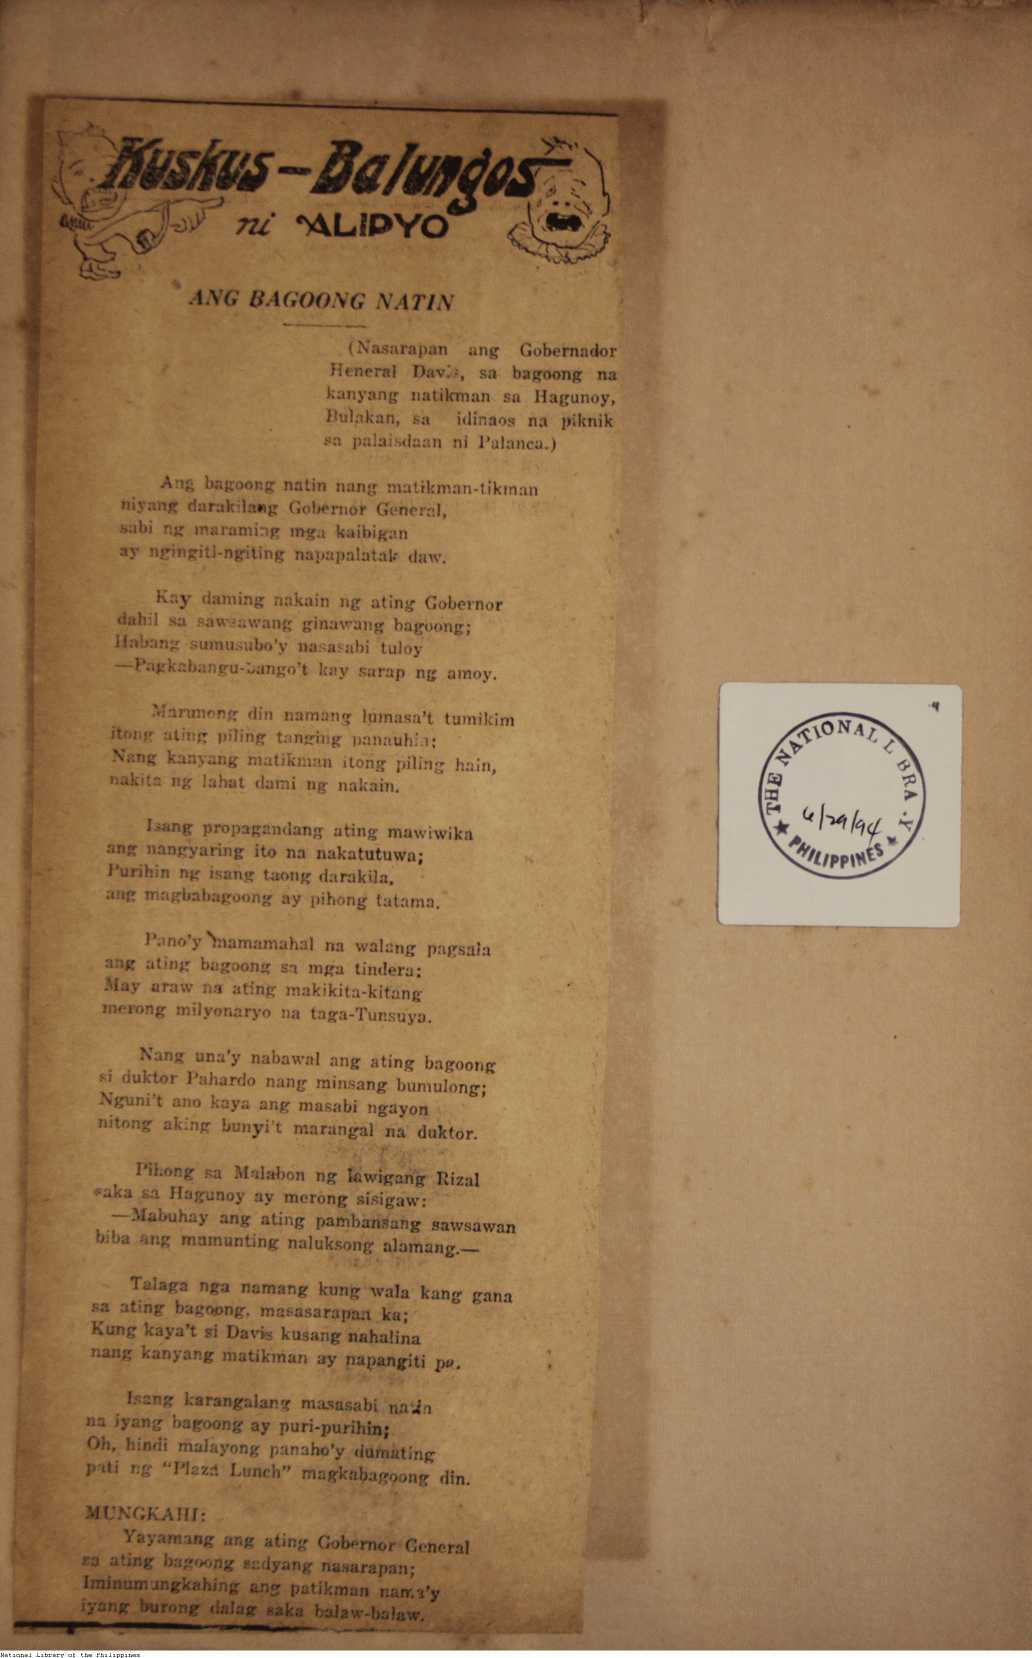 Kuskus-Balungos
ni ALIPYO
ANG BAGOONG NATIN
(Nasarapan ang Gobernador
Heneral Davis, sa bagoong na
kanyang natikman sa Hagunoy,
Bulakan, sa idinaos na piknik
sa palaisdaan ni Palanca.)
Ang bagoong natin nang matikman-tikman
niyang darakilang Gobernor General,
sabi ng maraming mga kaibigan
ay ngingiti-ngiting napapalatak daw.
Kay daming nakain ng ating Gobernor
dahil sa sawsawang ginawang bagoong;
Habang sumusubo'y nasasabi tuloy
—Pagkabangu-bango't kay sarap ng amoy.
Marunong din namang lumasa't tumikim
itong ating piling tanging panauhin;
Nang kanyang matikman itong piling hain,
nakita ng lahat dami ng nakain.
Isang propagandang ating mawiwika
ang nangyaring ito na nakatutuwa;
Purihin ng isang taong darakila,
ang magbabagoong ay pihong tatama.
Pano'y mamamahal na walang pagsala
ang ating bagoong sa mga tindera;
May araw na ating makikita-kitang
merong milyonaryo na taga-Tunsuya.
Nang una'y nabawal ang ating bagoong
si duktor Pahardo nang minsang bumulong;
Nguni't ano kaya ang masabi ngayon
nitong aking bunyi't marangal na duktor.
Pihong sa Malabon ng lawigang Rizal
saka sa Hagunoy ay merong sisigaw:
—Mabuhay ang ating pambansang sawsawan
biba ang mumunting naluksong alamang.—
Talaga nga namang kung wala kang gana
sa ating bagoong, masasarapan ka;
Kung kaya't si Davis kusang nahalina
nang kanyang matikman ay napangiti pa.
Isang karangalang masasabi natin
na iyang bagoong ay puri-purihin;
Oh, hindi malayong panaho'y dumating
pati ng "Plaza Lunch" magkabagoong din.
MUNGKAHI:
Yayamang ang ating Gobernor General
sa ating bagoong sadyang nasarapan;
Iminumungkahing ang patikman nama'y
iyang burong dalag saka balaw-balaw.
THE NATIONAL L BRA .Y
6/29/94
PHILIPPINES
National Library of the Philippines